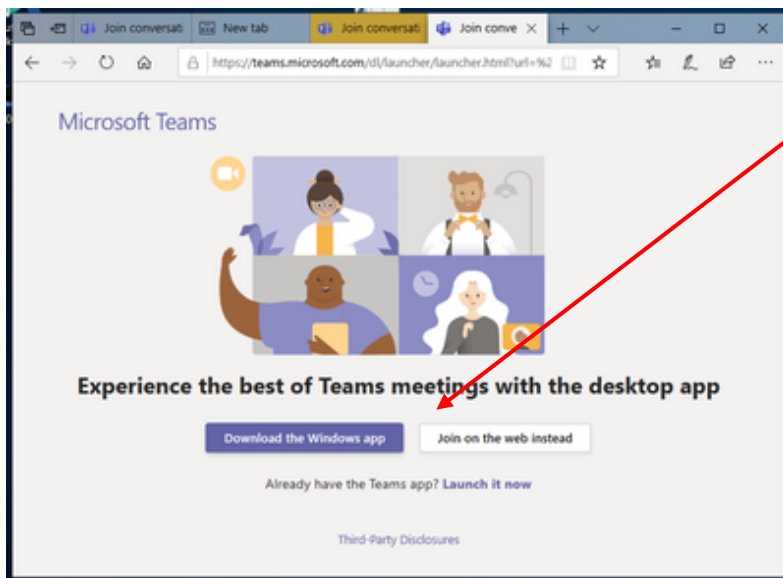 Join conversati New tab Join conversati Join conve
https://teams.microsoft.com/dl/launcher/launcher.html?url=%2
Microsoft Teams
Experience the best of Teams meetings with the desktop app
Download the Windows app Join on the web instead
Already have the Teams app? Launch it now
Third-Party Disclosures